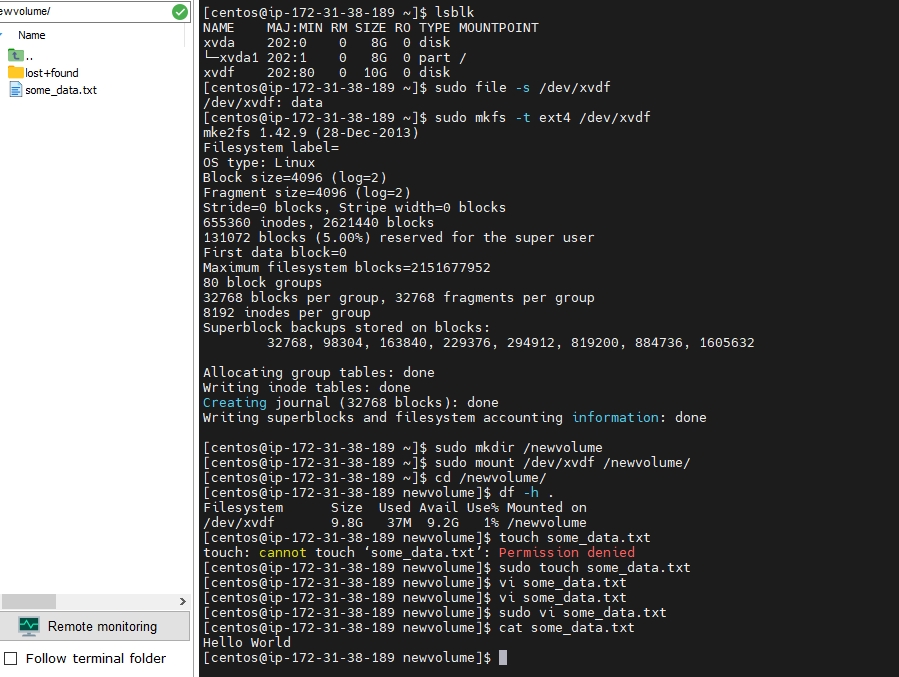 ewvolume/
Name
..
lost+found
some_data.txt
Remote monitoring
Follow terminal folder
[centos@ip-172-31-38-189 ~]$ lsblk
NAME    MAJ:MIN RM SIZE RO TYPE MOUNTPOINT
xvda    202:0    0   8G  0 disk
└─xvda1 202:1    0   8G  0 part /
xvdf    202:80   0  10G  0 disk
[centos@ip-172-31-38-189 ~]$ sudo file -s /dev/xvdf
/dev/xvdf: data
[centos@ip-172-31-38-189 ~]$ sudo mkfs -t ext4 /dev/xvdf
mke2fs 1.42.9 (28-Dec-2013)
Filesystem label=
OS type: Linux
Block size=4096 (log=2)
Fragment size=4096 (log=2)
Stride=0 blocks, Stripe width=0 blocks
655360 inodes, 2621440 blocks
131072 blocks (5.00%) reserved for the super user
First data block=0
Maximum filesystem blocks=2151677952
80 block groups
32768 blocks per group, 32768 fragments per group
8192 inodes per group
Superblock backups stored on blocks:
        32768, 98304, 163840, 229376, 294912, 819200, 884736, 1605632
Allocating group tables: done
Writing inode tables: done
Creating journal (32768 blocks): done
Writing superblocks and filesystem accounting information: done
[centos@ip-172-31-38-189 ~]$ sudo mkdir /newvolume
[centos@ip-172-31-38-189 ~]$ sudo mount /dev/xvdf /newvolume/
[centos@ip-172-31-38-189 ~]$ cd /newvolume/
[centos@ip-172-31-38-189 newvolume]$ df -h .
Filesystem      Size  Used Avail Use% Mounted on
/dev/xvdf       9.8G   37M  9.2G   1% /newvolume
[centos@ip-172-31-38-189 newvolume]$ touch some_data.txt
touch: cannot touch ‘some_data.txt’: Permission denied
[centos@ip-172-31-38-189 newvolume]$ sudo touch some_data.txt
[centos@ip-172-31-38-189 newvolume]$ vi some_data.txt
[centos@ip-172-31-38-189 newvolume]$ vi some_data.txt
[centos@ip-172-31-38-189 newvolume]$ sudo vi some_data.txt
[centos@ip-172-31-38-189 newvolume]$ cat some_data.txt
Hello World
[centos@ip-172-31-38-189 newvolume]$